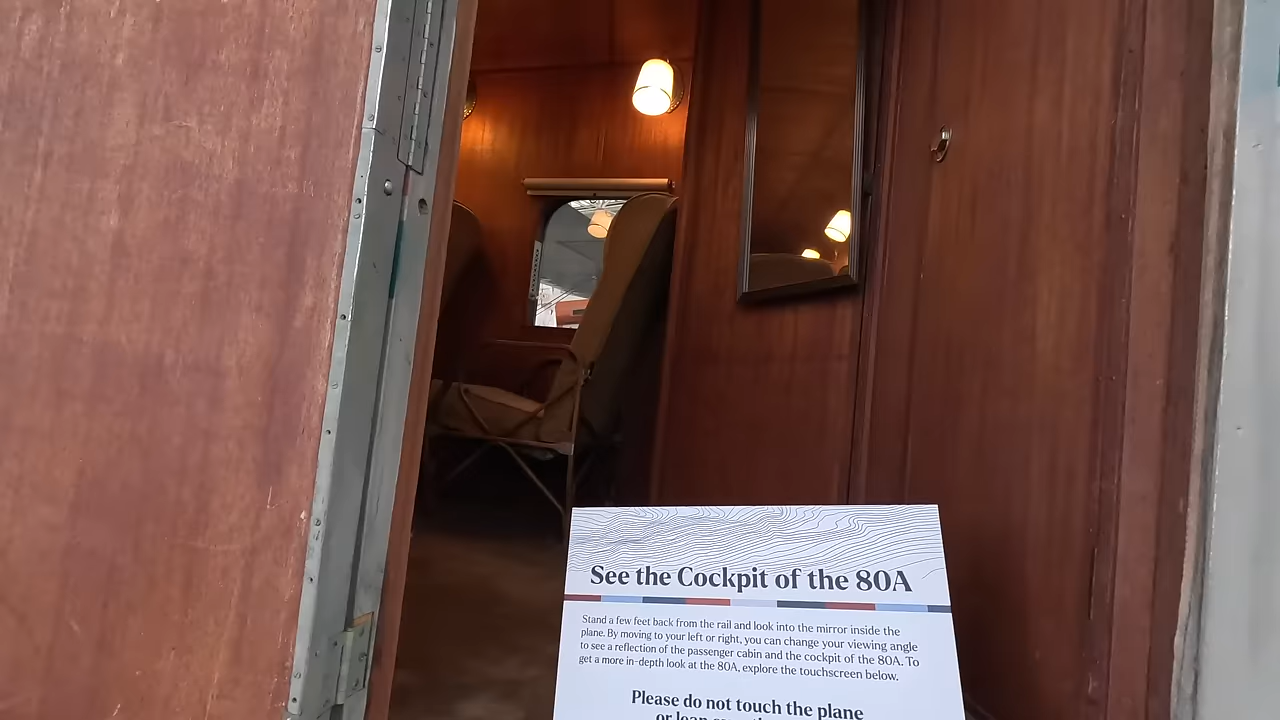 See the Cockpit of the 80A
Stand a few feet back from the rail and look into the mirror inside the
plane. By moving to your left or right, you can change your viewing angle
to see a reflection of the passenger cabin and the cockpit of the 80A. To
get a more in-depth look at the 80A, explore the touchscreen below.
Please do not touch the plane
or lean